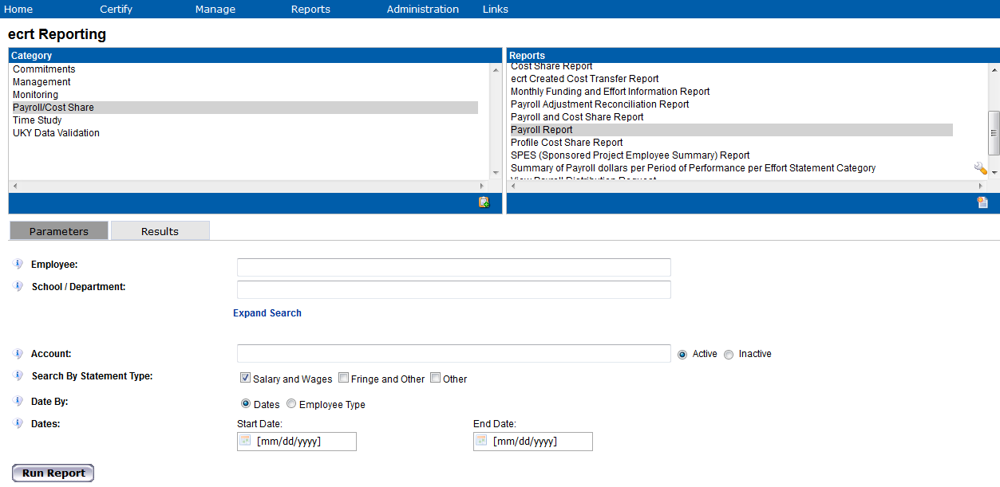 Home Certify Manage Reports Administration Links
ecrt Reporting
Category
Commitments
Management
Monitoring
Payroll/Cost Share
Time Study
UKY Data Validation
Reports
Cost Share Report
ecrt Created Cost Transfer Report
Monthly Funding and Effort Information Report
Payroll Adjustment Reconciliation Report
Payroll and Cost Share Report
Payroll Report
Profile Cost Share Report
SPES (Sponsored Project Employee Summary) Report
Summary of Payroll dollars per Period of Performance per Effort Statement Category
View Payroll Distribution Request
Parameters Results
Employee:
School / Department:
Expand Search
Account: Active Inactive
Search By Statement Type: Salary and Wages Fringe and Other Other
Date By: Dates Employee Type
Dates: Start Date: End Date:
[mm/dd/yyyy] [mm/dd/yyyy]
Run Report